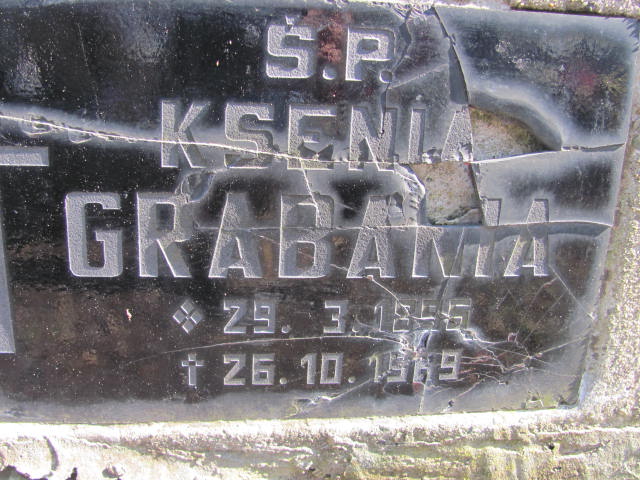 Ś.P.
KSENIA
GRABANIA
29. 3.
† 26.10.